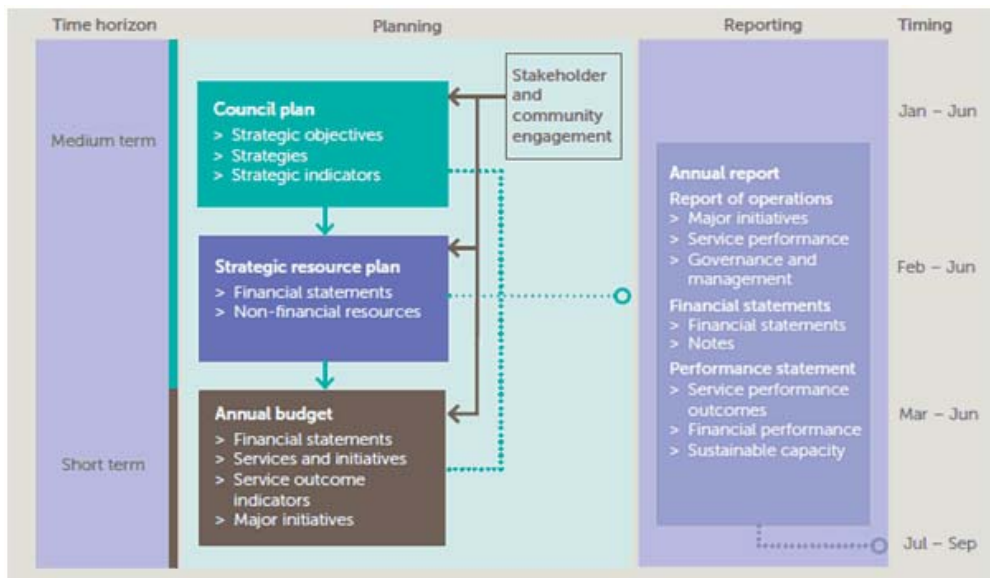 Time horizon
Planning
Reporting
Timing
Medium term
Short term
Council plan
> Strategic objectives
> Strategies
> Strategic indicators
Strategic resource plan
> Financial statements
> Non-financial resources
Annual budget
> Financial statements
> Services and initiatives
> Service outcome
indicators
> Major initiatives
Stakeholder
and
community
engagement
Annual report
Report of operations
> Major initiatives
> Service performance
> Governance and
management
Financial statements
> Financial statements
> Notes
Performance statement
> Service performance
outcomes
> Financial performance
> Sustainable capacity
Jan – Jun
Feb – Jun
Mar – Jun
Jul – Sep